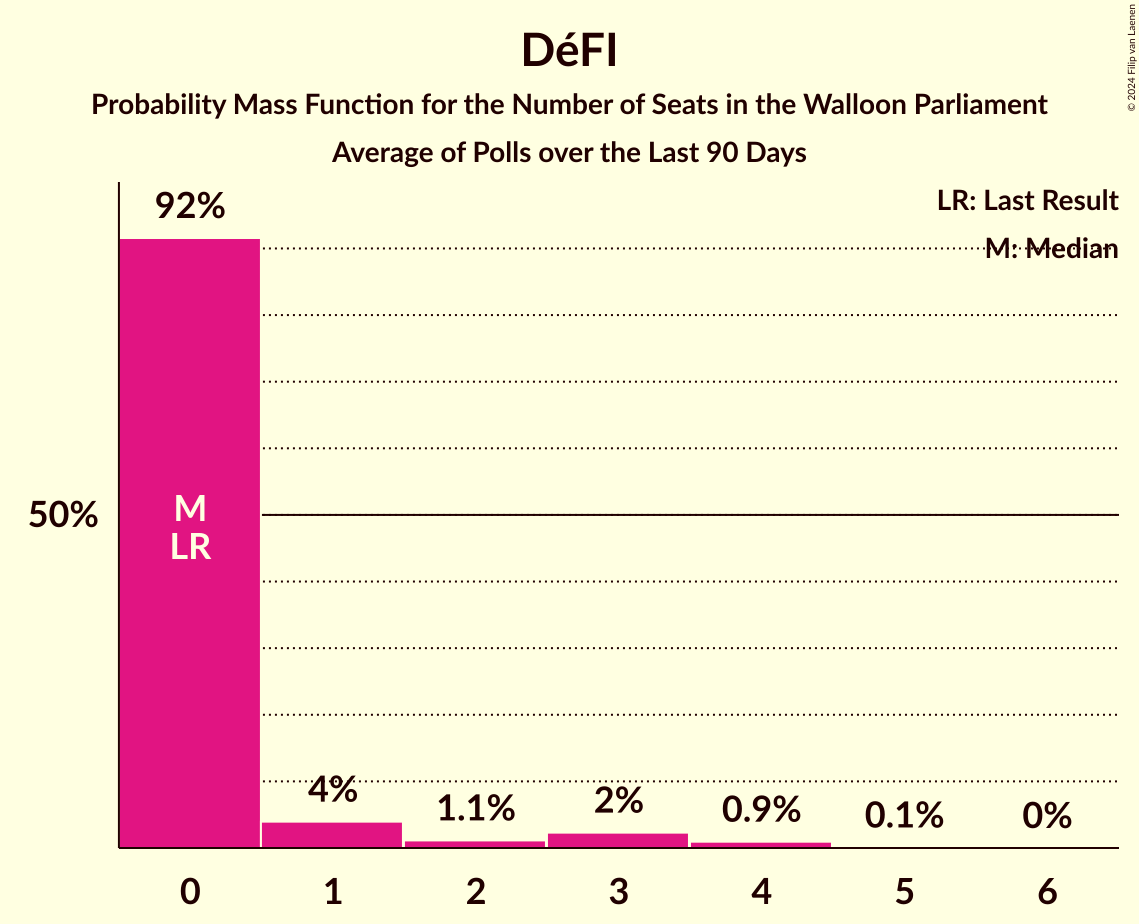 DéFI
Probability Mass Function for the Number of Seats in the Walloon Parliament
Average of Polls over the Last 90 Days
© 2024 Filip van Laenen
LR: Last Result
M: Median
92%
50%
M
LR
4%
1.1%
2%
0.9%
0.1%
0%
0 1 2 3 4 5 6